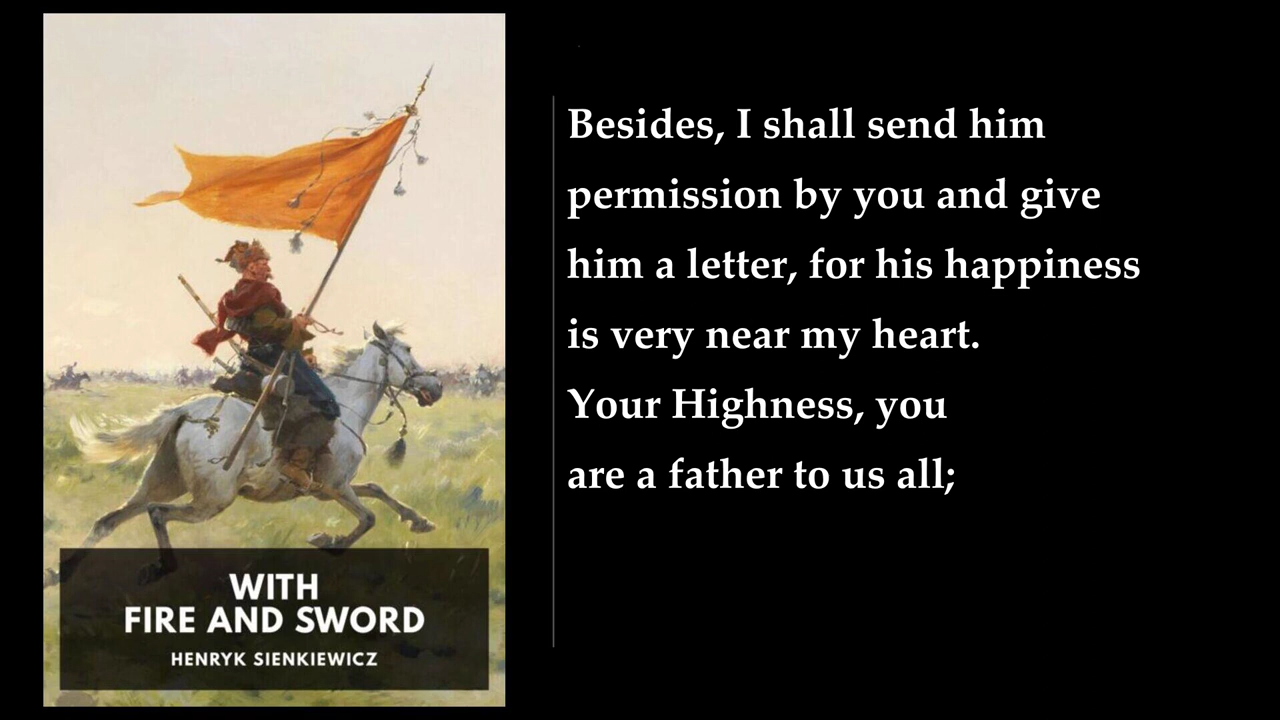 WITH
FIRE AND SWORD
HENRYK SIENKIEWICZ
Besides, I shall send him
permission by you and give
him a letter, for his happiness
is very near my heart.
Your Highness, you
are a father to us all;